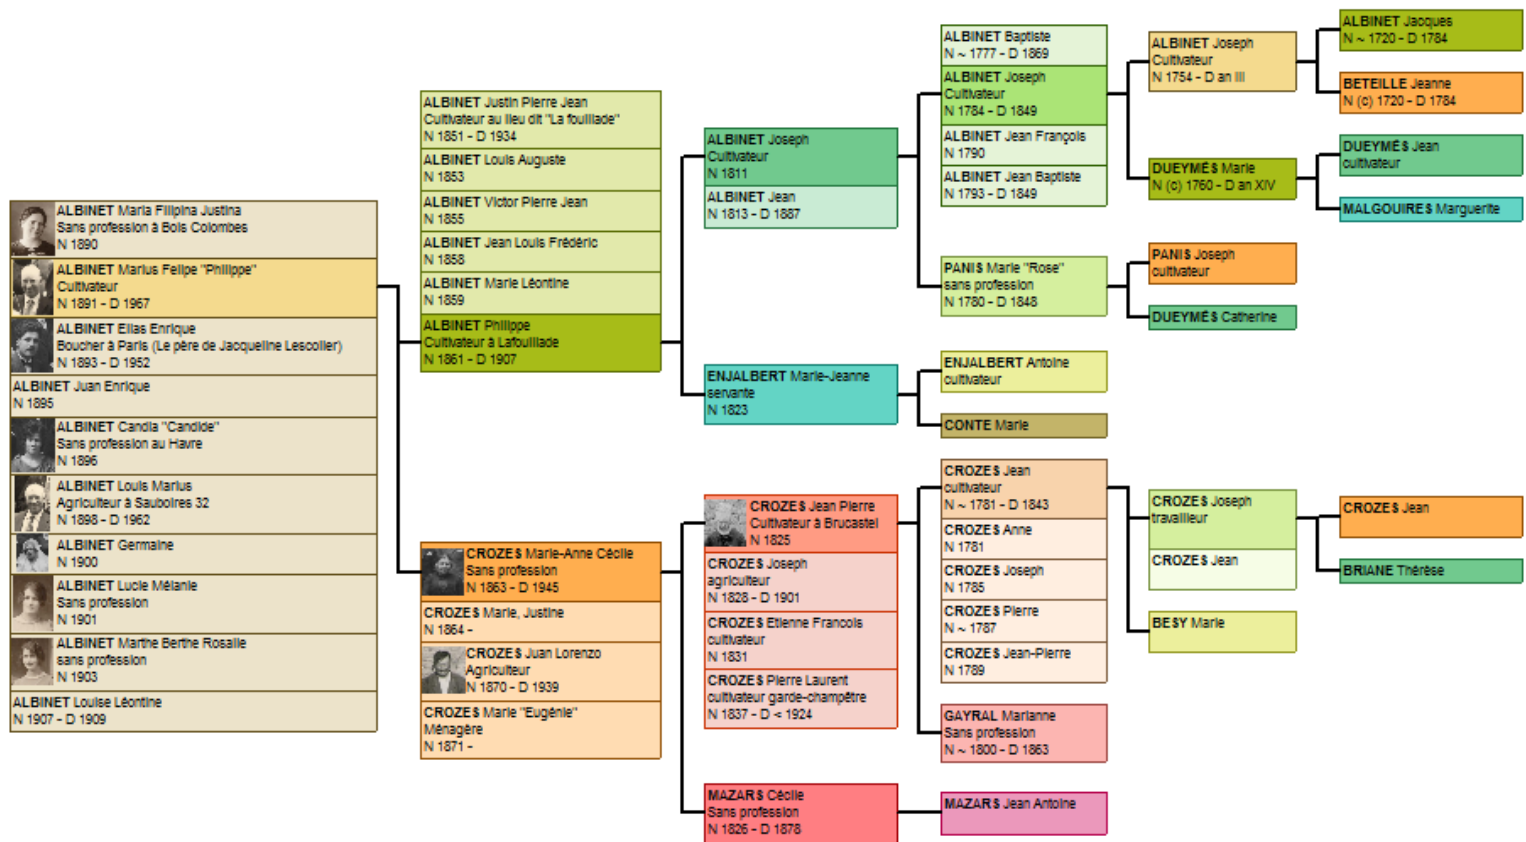 ALBINET Maria Filipina Justina
Sans profession à Bois Colombes
N 1890
ALBINET Marius Felipe "Philippe"
Cultivateur
N 1891 - D 1967
ALBINET Elias Enrique
Boucher à Paris (Le père de Jacqueline Lescolier)
N 1893 - D 1952
ALBINET Juan Enrique
N 1895
ALBINET Candia "Candide"
Sans profession au Havre
N 1896
ALBINET Louis Marius
Agriculteur à Sauboires 32
N 1898 - D 1962
ALBINET Germaine
N 1900
ALBINET Lucie Mélanie
Sans profession
N 1901
ALBINET Marthe Berthe Rosalie
sans profession
N 1903
ALBINET Louise Léontine
N 1907 - D 1909
ALBINET Justin Pierre Jean
Cultivateur au lieu dit "La fouillade"
N 1851 - D 1934
ALBINET Louis Auguste
N 1853
ALBINET Victor Pierre Jean
N 1855
ALBINET Jean Louis Frédéric
N 1858
ALBINET Marie Léontine
N 1859
ALBINET Philippe
Cultivateur à Lafouillade
N 1861 - D 1907
CROZES Marie-Anne Cécile
Sans profession
N 1863 - D 1945
CROZES Marie, Justine
N 1864 -
CROZES Juan Lorenzo
Agriculteur
N 1870 - D 1939
CROZES Marie "Eugénie"
Ménagère
N 1871 -
ALBINET Joseph
Cultivateur
N 1811
ALBINET Jean
N 1813 - D 1887
ENJALBERT Marie-Jeanne
servante
N 1823
CROZES Jean Pierre
Cultivateur à Brucastel
N 1825
CROZES Joseph
agriculteur
N 1828 - D 1901
CROZES Etienne Francois
cultivateur
N 1831
CROZES Pierre Laurent
cultivateur garde-champêtre
N 1837 - D < 1924
MAZARS Cécile
Sans profession
N 1826 - D 1878
ALBINET Baptiste
N ~ 1777 - D 1869
ALBINET Joseph
Cultivateur
N 1784 - D 1849
ALBINET Jean François
N 1790
ALBINET Jean Baptiste
N 1793 - D 1849
PANIS Marie "Rose"
sans profession
N 1780 - D 1848
ENJALBERT Antoine
cultivateur
CONTE Marie
CROZES Jean
cultivateur
N ~ 1781 - D 1843
CROZES Anne
N 1781
CROZES Joseph
N 1785
CROZES Pierre
N ~ 1787
CROZES Jean-Pierre
N 1789
GAYRAL Marianne
Sans profession
N ~ 1800 - D 1863
MAZARS Jean Antoine
ALBINET Joseph
Cultivateur
N 1754 - D an III
DUEYMÉS Marie
N (c) 1760 - D an XIV
PANIS Joseph
cultivateur
DUEYMÉS Catherine
CROZES Joseph
travailleur
CROZES Jean
BESY Marie
ALBINET Jacques
N ~ 1720 - D 1784
BETEILLE Jeanne
N (c) 1720 - D 1784
DUEYMÉS Jean
cultivateur
MALGOUIRES Marguerite
CROZES Jean
BRIANE Thérèse